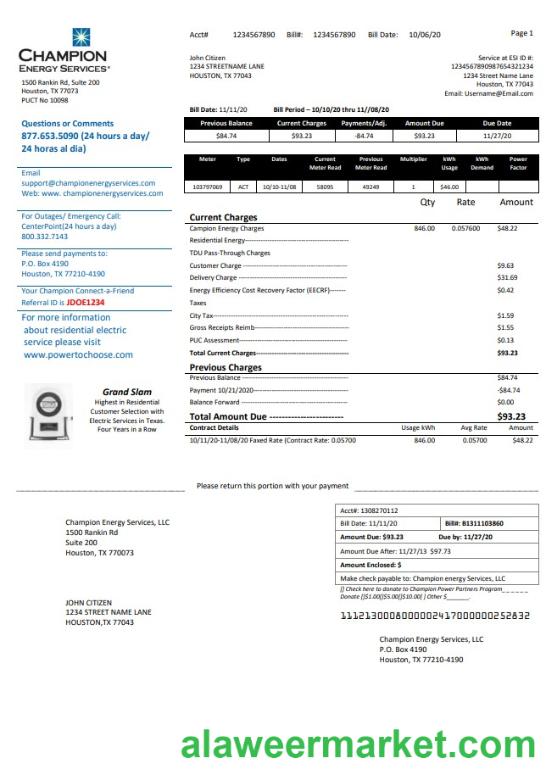 CHAMPION
ENERGY SERVICES®
1500 Rankin Rd, Suite 200
Houston, TX 77073
PUCT No 10098
Questions or Comments
877.653.5090 (24 hours a day/
24 horas al dia)
Email
support@championenergyservices.com
Web: www. championenergyservices.com
For Outages/ Emergency Call:
CenterPoint(24 hours a day)
800.332.7143
Please send payments to:
P.O. Box 4190
Houston, TX 77210-4190
Your Champion Connect-a-Friend
Referral ID is JDOE1234
For more information
about residential electric
service please visit
www.powertochoose.com
Grand Slam
Highest in Residential
Customer Selection with
Electric Services in Texas.
Four Years in a Row
Acct# 1234567890 Bill#: 1234567890 Bill Date: 10/06/20 Page 1
John Citizen
1234 STREETNAME LANE
HOUSTON, TX 77043
Service at ESI ID#:
1234567890987654321234
1234 Street Name Lane
Houston, TX 77043
Email: Username@Email.com
Bill Date: 11/11/20 Bill Period – 10/10/20 thru 11//08/20
Previous Balance Current Charges Payments/Adj. Amount Due Due Date
$84.74 $93.23 -84.74 $93.23 11/27/20
Meter Type Datas Current Meter Read Previous Meter Read Multiplier kWh Usage kWh Demand Power Factor
103797069 ACT 10/10-11/08 58095 49249 1 $46.00
Qty Rate Amount
Current Charges
Campion Energy Charges 846.00 0.057600 $48.22
Residential Energy
TDU Pass-Through Charges
Customer Charge $9.63
Delivery Charge $31.69
Energy Efficiency Cost Recovery Factor (EECRF) $0.42
Taxes
City Tax $1.59
Gross Receipts Reimb $1.55
PUC Assessment $0.13
Total Current Charges $93.23
Previous Charges
Previous Balance $84.74
Payment 10/21/2020 -$84.74
Balance Forward $0.00
Total Amount Due $93.23
Contract Details Usage kWh Avg Rate Amount
10/11/20-11/08/20 Faxed Rate (Contract Rate: 0.05700 846.00 0.05700 $48.22
Please return this portion with your payment
Champion Energy Services, LLC
1500 Rankin Rd
Suite 200
Houston, TX 770073
JOHN CITIZEN
1234 STREET NAME LANE
HOUSTON,TX 77043
Acct#: 1308270112
Bill Date: 11/11/20 Bill#: B1311103860
Amount Due: $93.23 Due by: 11/27/20
Amount Due After: 11/27/13 $97.73
Amount Enclosed: $
Make check payable to: Champion energy Services, LLC
[] Check here to donate to Champion Power Partners Program______
Donate []$1.00[]$5.00[]$10.00[ ] Other $______.
Champion Energy Services, LLC
P.O. Box 4190
Houston, TX 77210-4190
alaweermarket.com